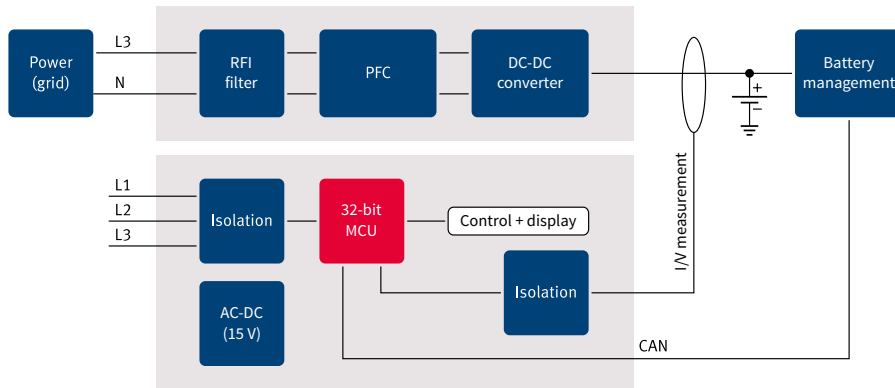 L3
N
Power
(grid)
RFI
filter
PFC
DC-DC
converter
+
−
Battery
management
L1
L2
L3
Isolation
32-bit
MCU
Control + display
Isolation
I/V measurement
AC-DC
(15 V)
CAN